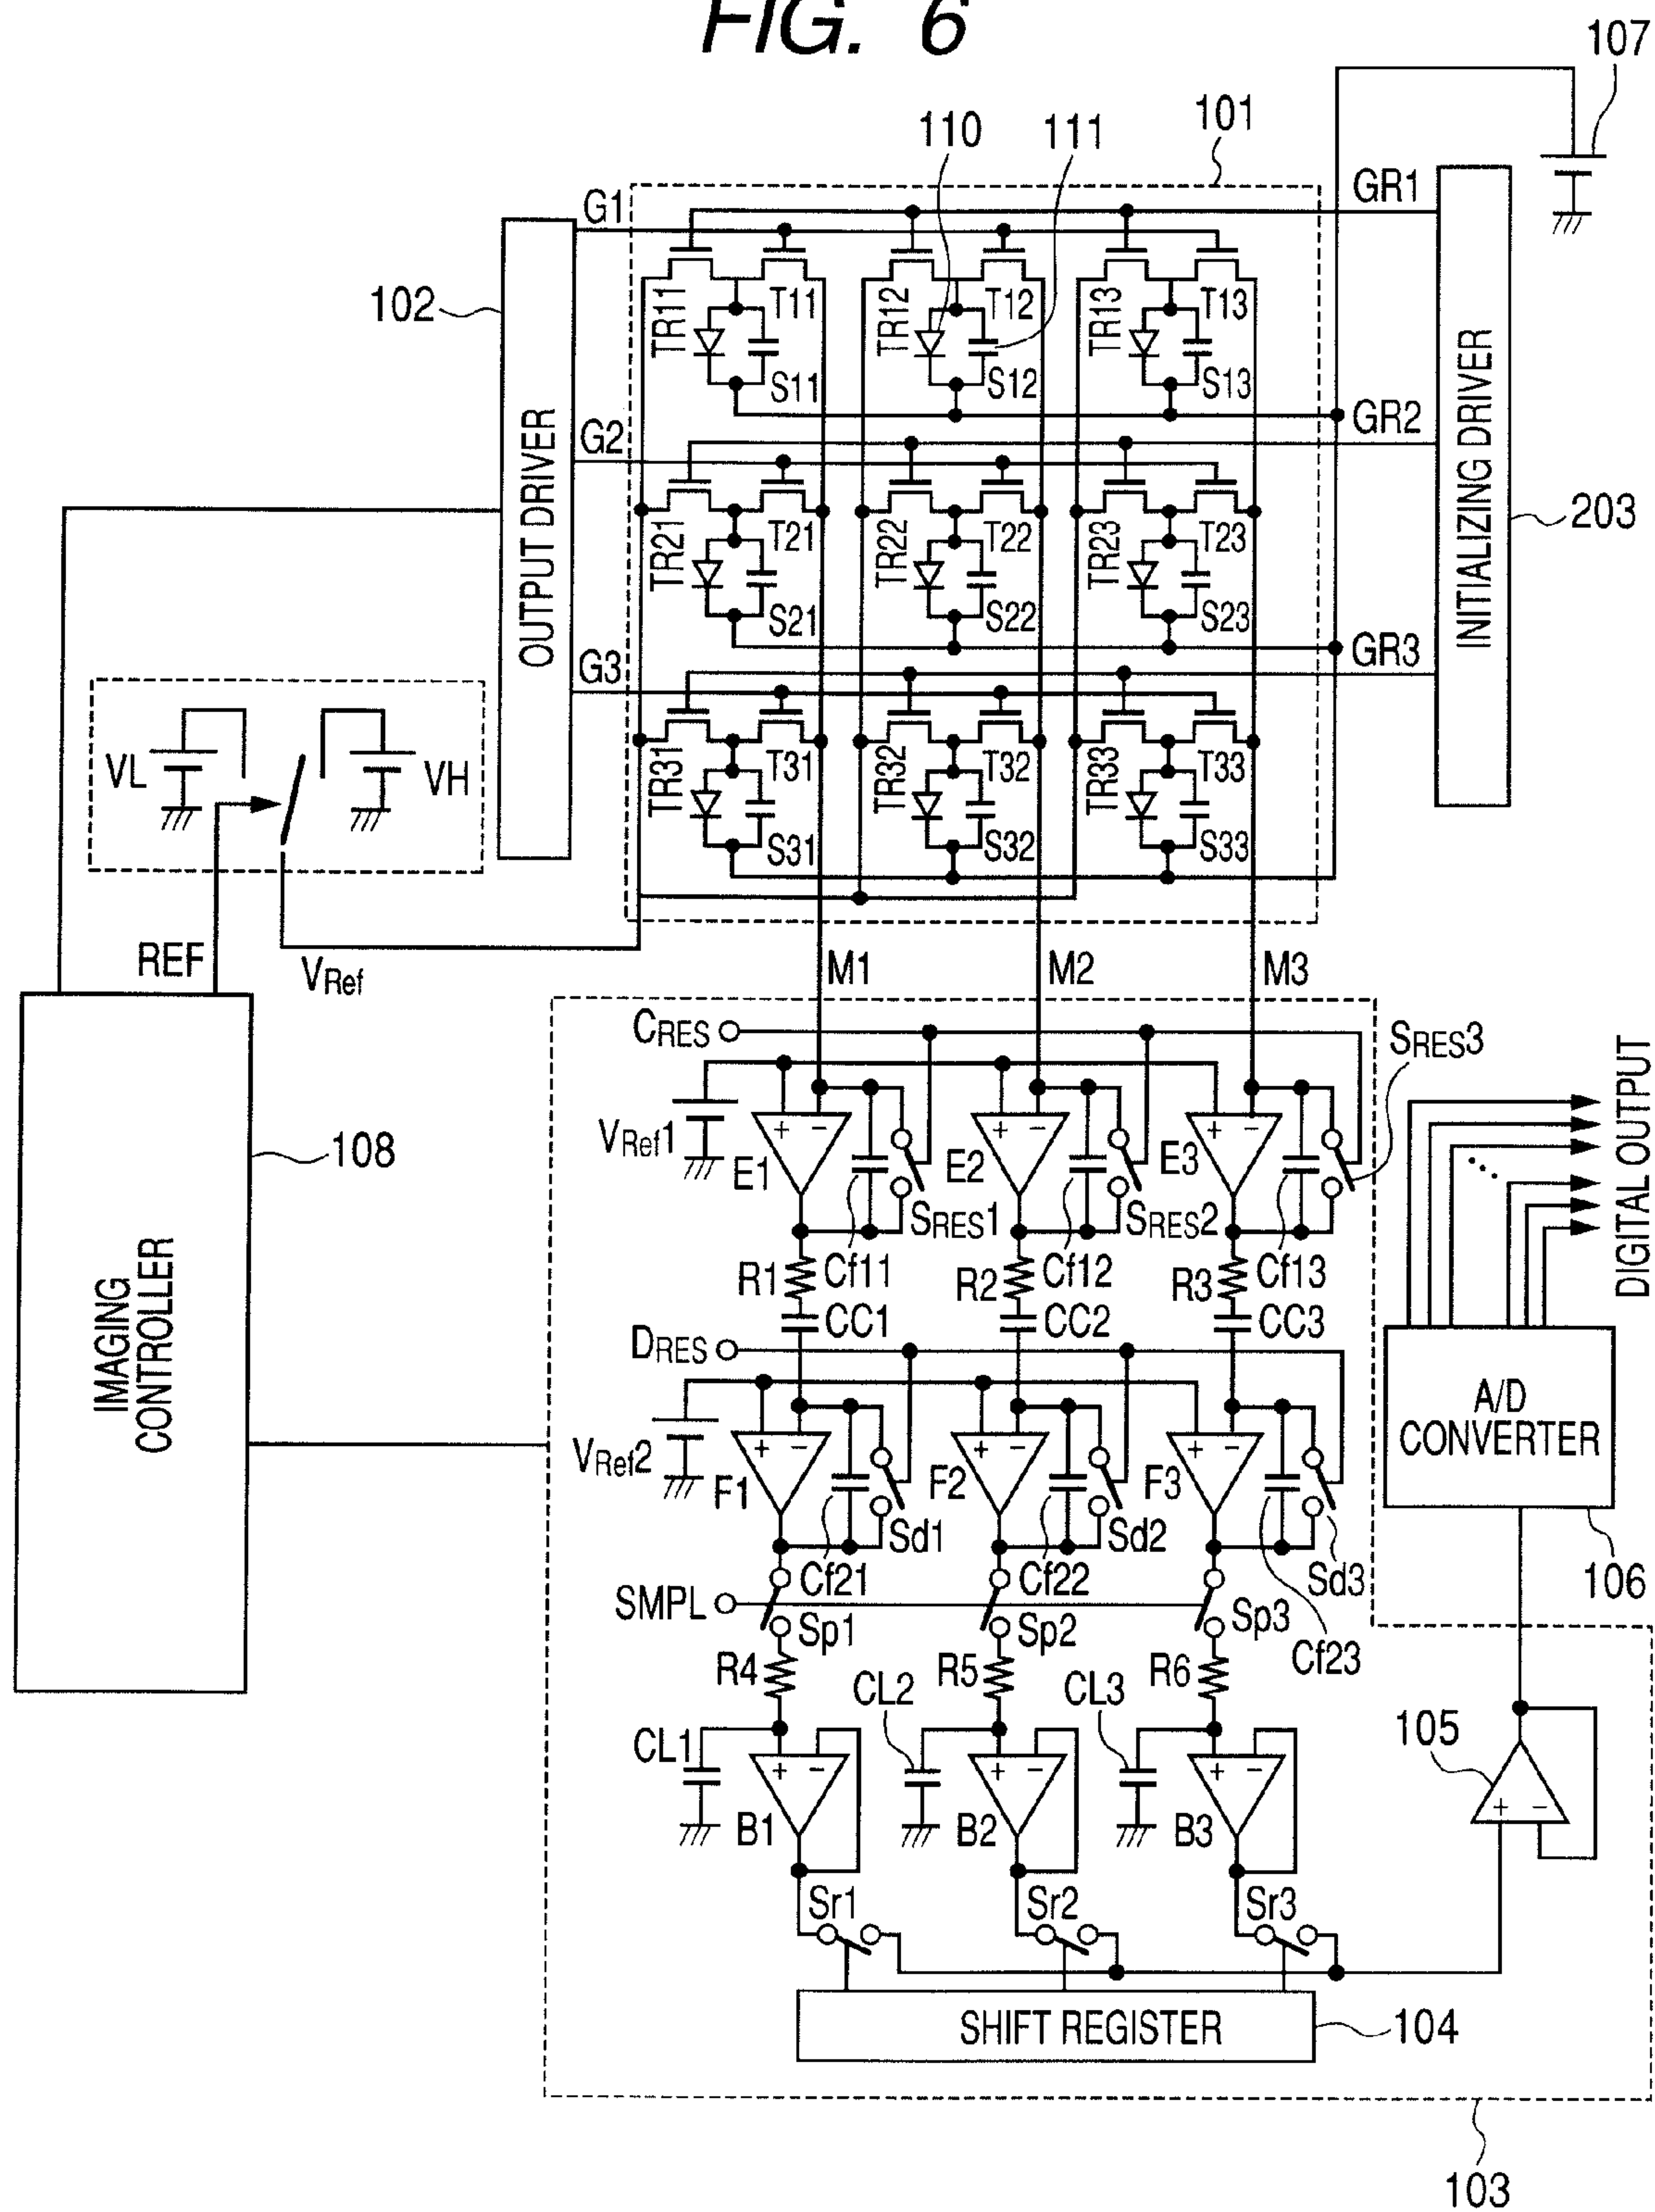 FIG. 6
107
101
110
111
GR1
G1
102
TR11
T11
TR12
T12
TR13
T13
S11
S12
S13
GR2
G2
OUTPUT DRIVER
INITIALIZING DRIVER
203
TR21
T21
TR22
T22
TR23
T23
S21
S22
S23
GR3
G3
VL
VH
TR31
T31
TR32
T32
TR33
T33
S31
S32
S33
REF
VRef
M1
M2
M3
CRES
SRES3
VRef1
108
E1
E2
E3
+ −
+ −
+ −
SRES1
SRES2
DIGITAL OUTPUT
R1
Cf11
R2
Cf12
R3
Cf13
CC1
CC2
CC3
IMAGING
CONTROLLER
DRES
A/D
CONVERTER
VRef2
+ −
+ −
+ −
F1
F2
F3
Sd1
Sd2
Sd3
106
Cf21
Cf22
SMPL
Sp1
Sp2
Sp3
Cf23
R4
R5
R6
CL2
CL3
CL1
105
+ −
+ −
+ −
+ −
B1
B2
B3
Sr1
Sr2
Sr3
SHIFT REGISTER
104
103